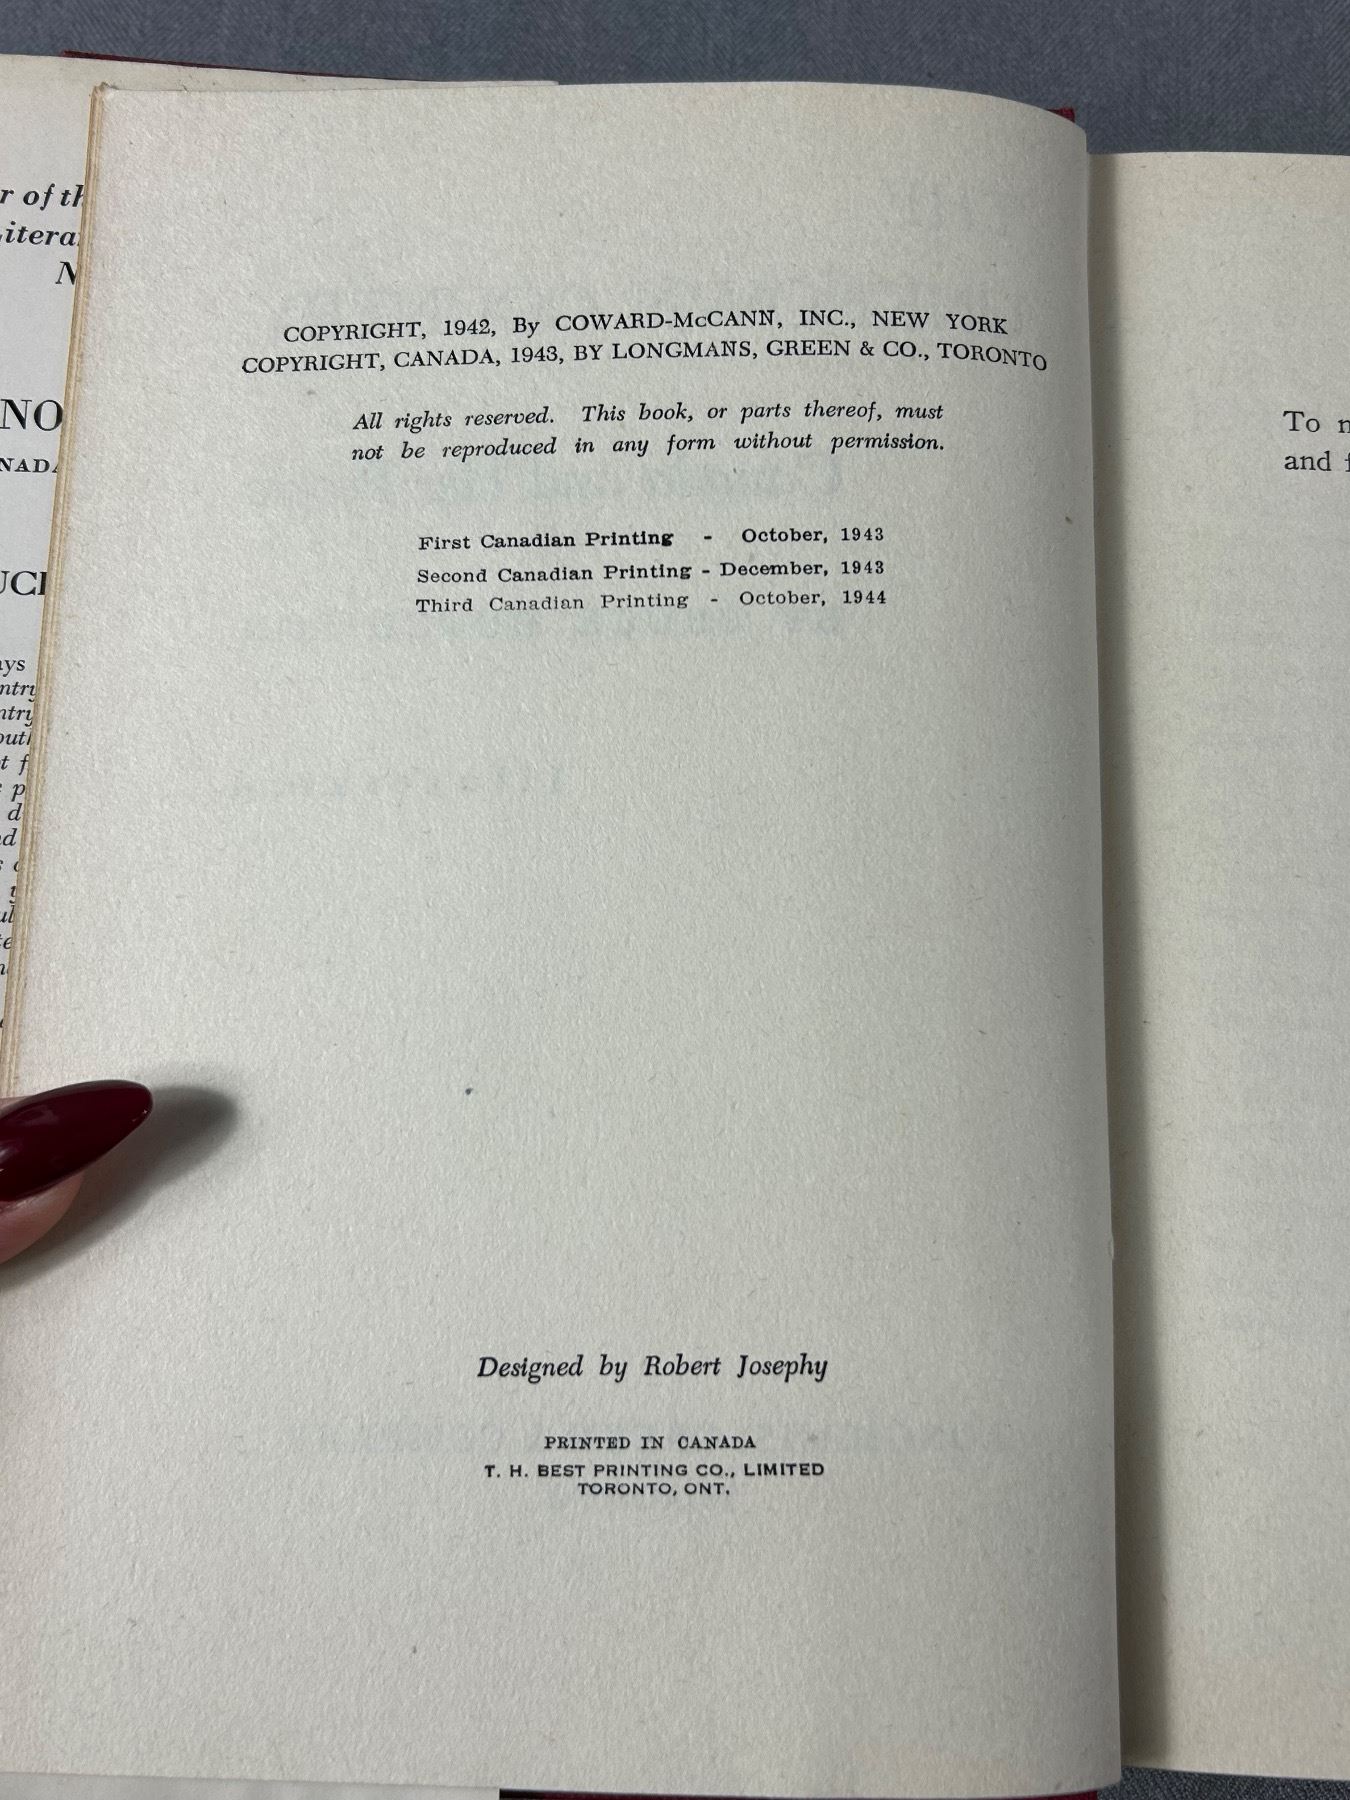 COPYRIGHT, 1942, By COWARD-McCANN, INC., NEW YORK
COPYRIGHT, CANADA, 1943, BY LONGMANS, GREEN & CO., TORONTO
All rights reserved. This book, or parts thereof, must
not be reproduced in any form without permission.
First Canadian Printing - October, 1943
Second Canadian Printing - December, 1943
Third Canadian Printing - October, 1944
Designed by Robert Josephy
PRINTED IN CANADA
T. H. BEST PRINTING CO., LIMITED
TORONTO, ONT.
To
and